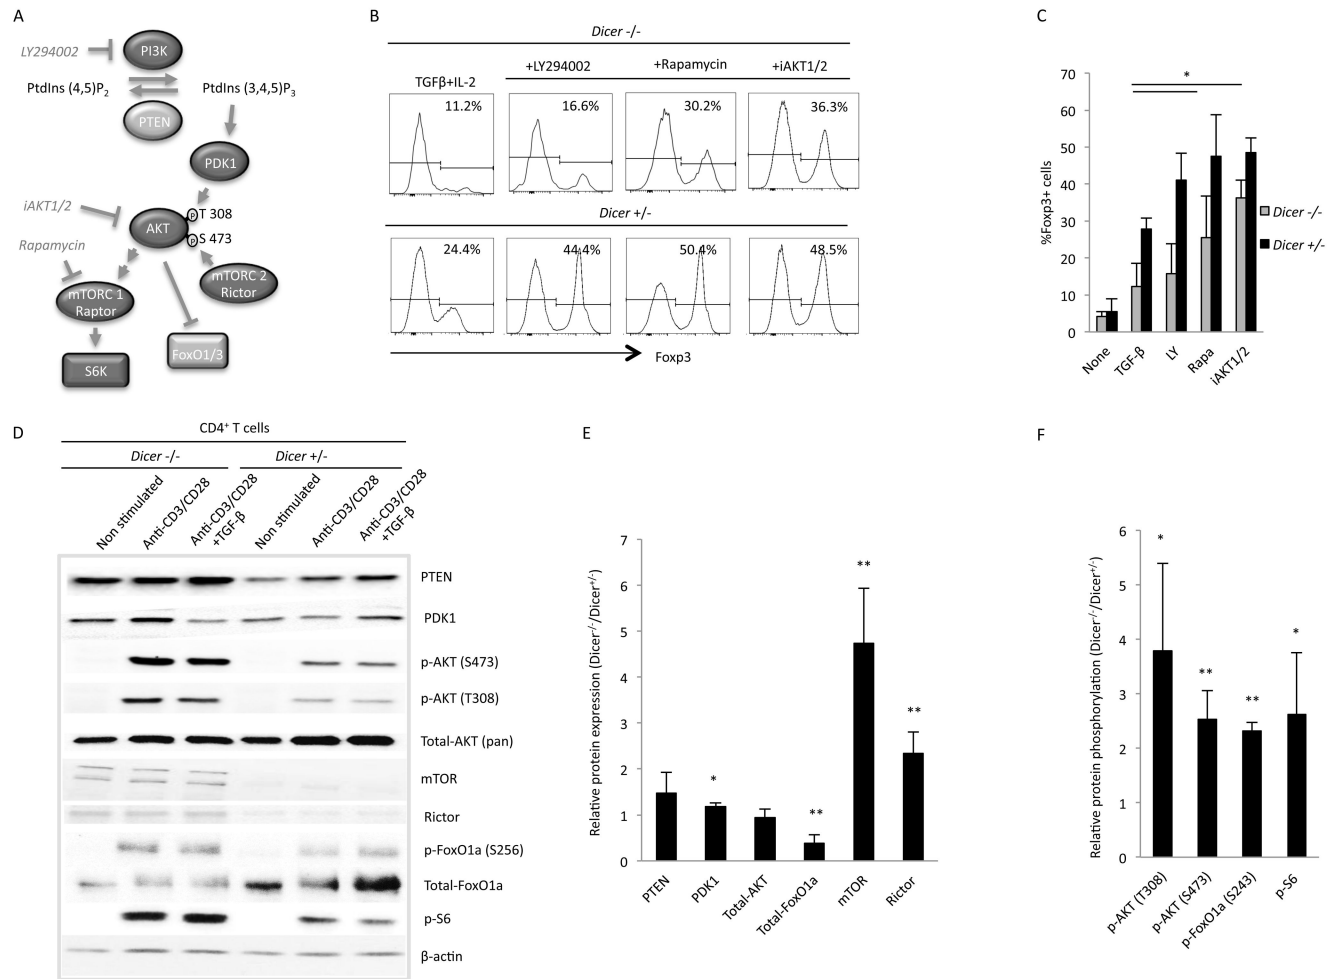 A
LY294002
PI3K
PtdIns (4,5)P2
PtdIns (3,4,5)P3
PTEN
PDK1
iAKT1/2
AKT
P T 308
P S 473
Rapamycin
mTORC 1
Raptor
mTORC 2
Rictor
FoxO1/3
S6K
B
Dicer -/-
TGFβ+IL-2
+LY294002
+Rapamycin
+iAKT1/2
11.2%
16.6%
30.2%
36.3%
Dicer +/-
24.4%
44.4%
50.4%
48.5%
Foxp3
C
%Foxp3+ cells
70
60
50
40
30
20
10
0
*
Dicer -/-
Dicer +/-
None
TGF-β
LY
Rapa
iAKT1/2
D
CD4+ T cells
Dicer -/-
Dicer +/-
Non stimulated
Anti-CD3/CD28
Anti-CD3/CD28
+TGF-β
Non stimulated
Anti-CD3/CD28
Anti-CD3/CD28
+TGF-β
PTEN
PDK1
p-AKT (S473)
p-AKT (T308)
Total-AKT (pan)
mTOR
Rictor
p-FoxO1a (S256)
Total-FoxO1a
p-S6
β-actin
E
Relative protein expression (Dicer-/-/Dicer+/-)
7
6
5
4
3
2
1
0
*
**
**
**
PTEN
PDK1
Total-AKT
Total-FoxO1a
mTOR
Rictor
F
Relative protein phosphorylation (Dicer-/-/Dicer+/-)
6
5
4
3
2
1
0
*
**
**
*
p-AKT (T308)
p-AKT (S473)
p-FoxO1a (S243)
p-S6